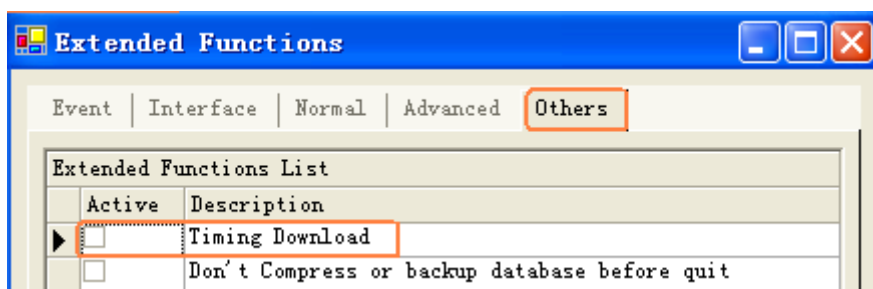 Extended Functions
Event | Interface | Normal | Advanced Others
Extended Functions List
Active Description
Timing Download
Don't Compress or backup database before quit